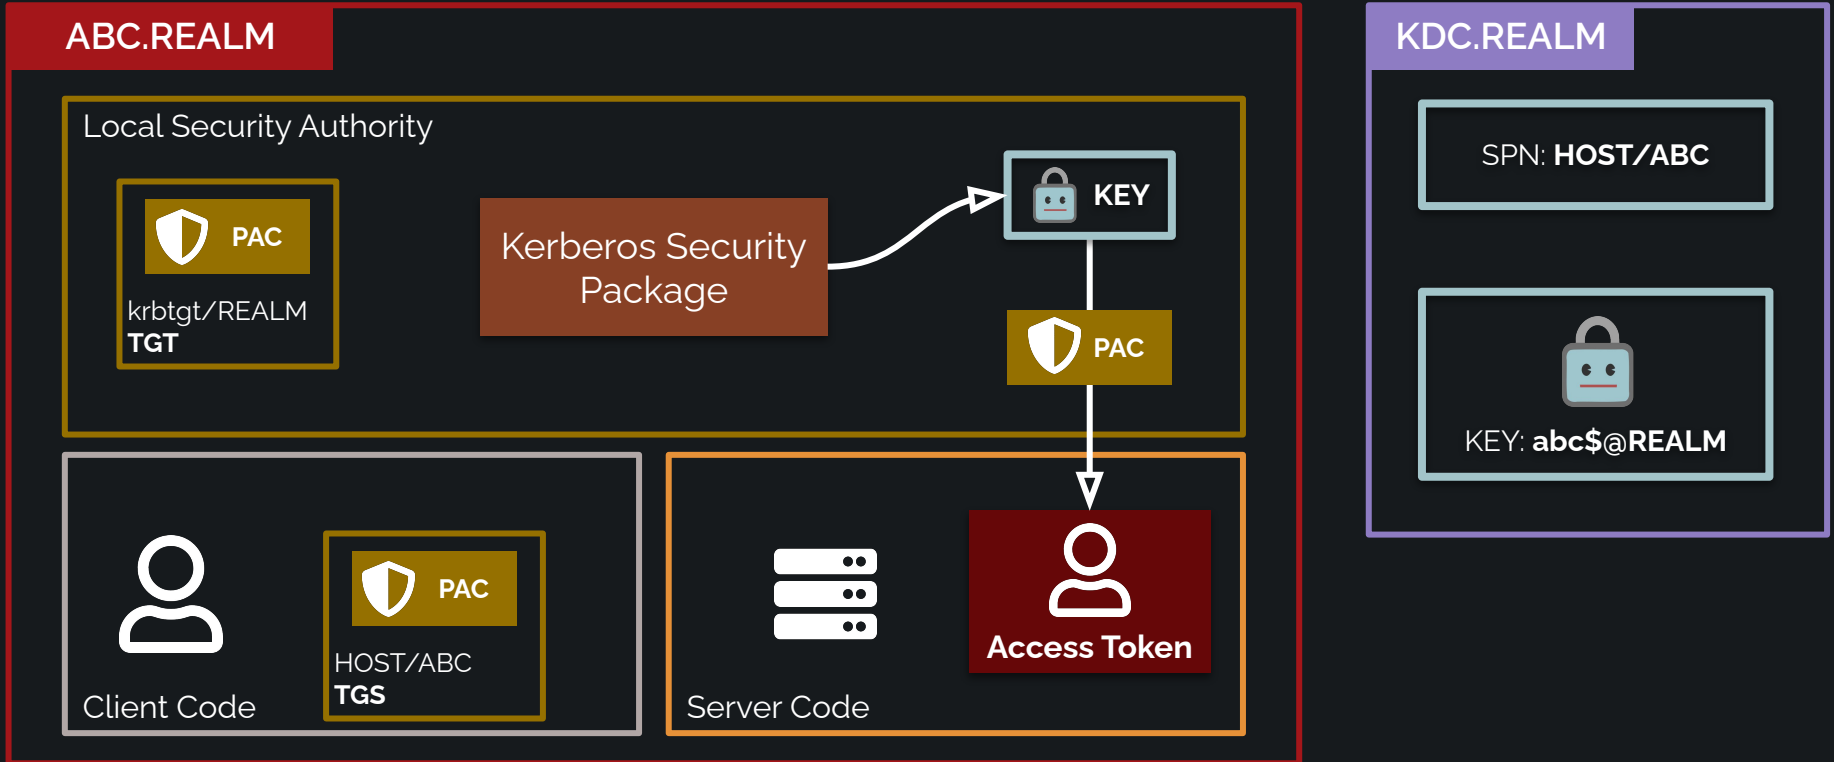 ABC.REALM
Local Security Authority
PAC
krbtgt/REALM
TGT
Kerberos Security
Package
KEY
PAC
Client Code
PAC
HOST/ABC
TGS
Server Code
Access Token
KDC.REALM
SPN: HOST/ABC
KEY: abc$@REALM